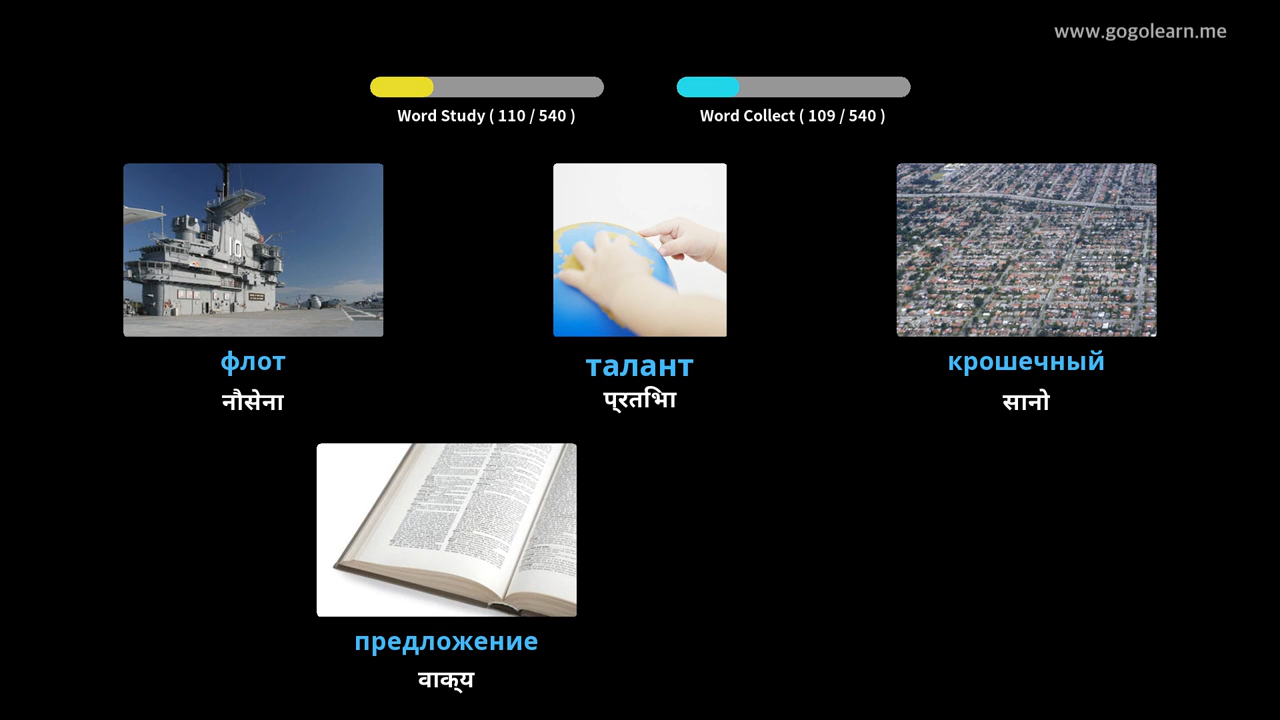 www.gogolearn.me
Word Study ( 110 / 540 )
Word Collect ( 109 / 540 )
флот
талант
крошечный
नौसेना
प्रतिभा
सानो
предложение
वाक्य